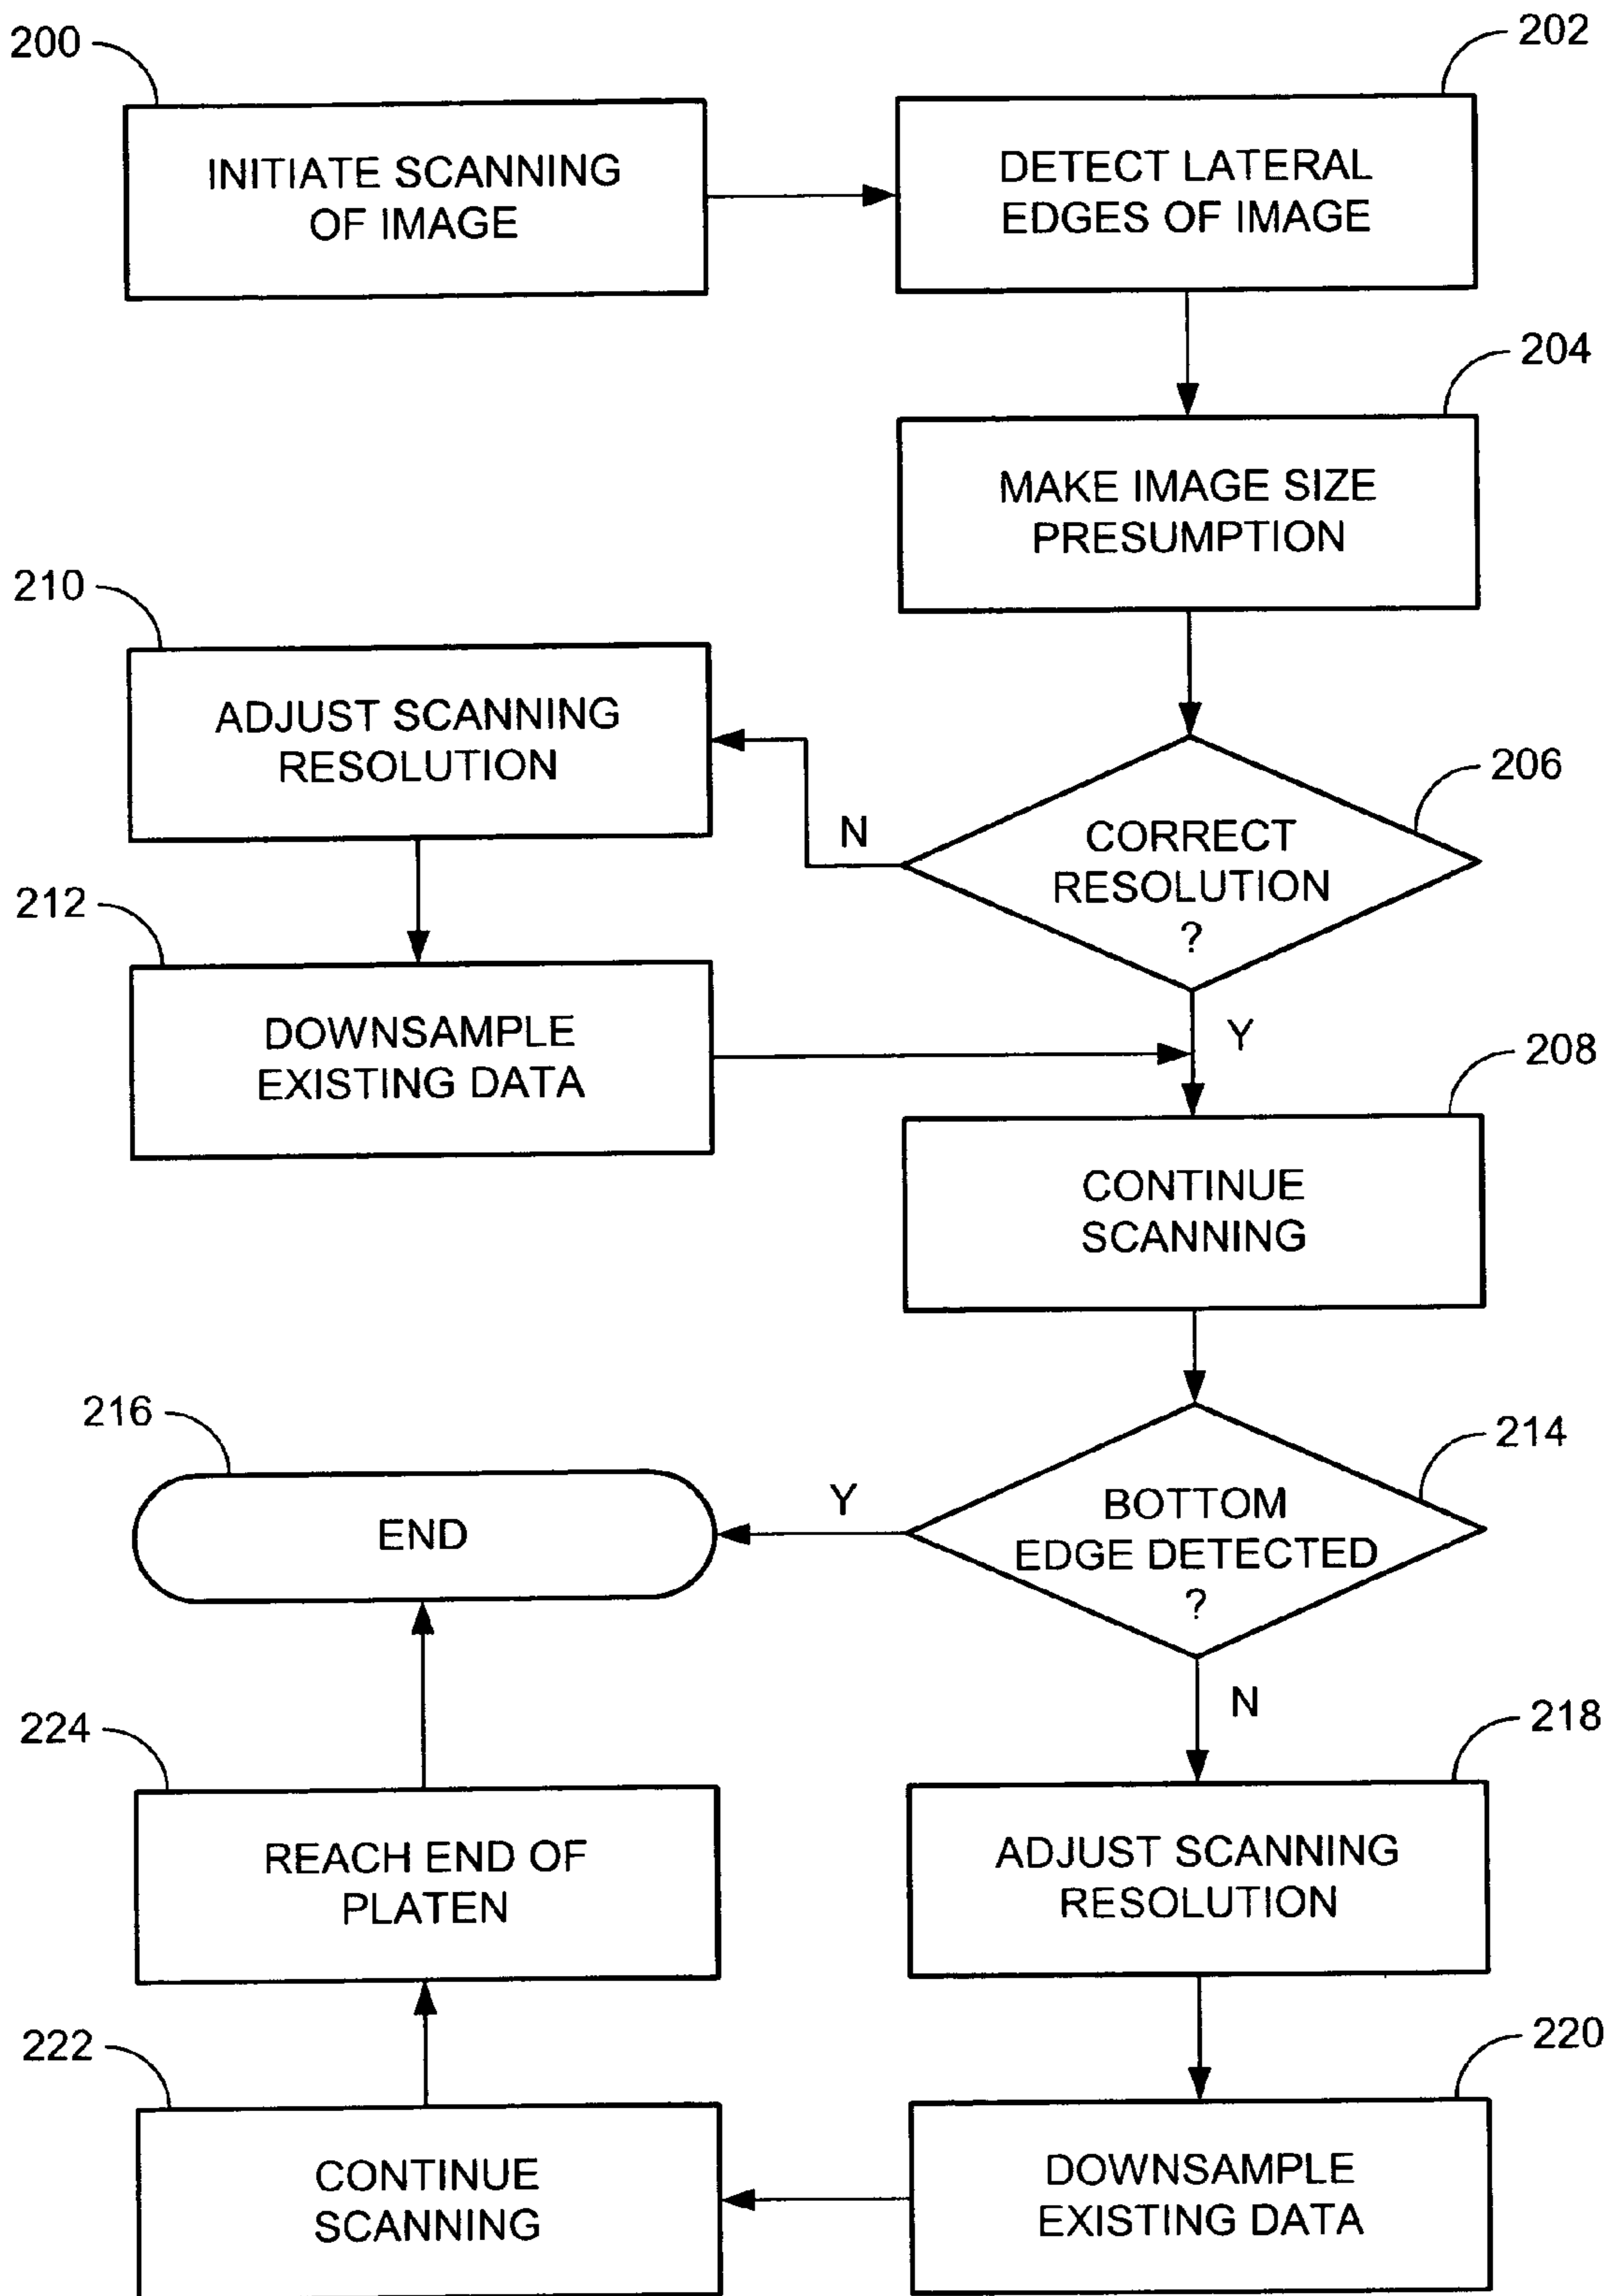 200
INITIATE SCANNING
OF IMAGE
202
DETECT LATERAL
EDGES OF IMAGE
204
MAKE IMAGE SIZE
PRESUMPTION
206
CORRECT
RESOLUTION
?
N
210
ADJUST SCANNING
RESOLUTION
212
DOWNSAMPLE
EXISTING DATA
Y
208
CONTINUE
SCANNING
214
BOTTOM
EDGE DETECTED
?
Y
216
END
N
218
ADJUST SCANNING
RESOLUTION
220
DOWNSAMPLE
EXISTING DATA
222
CONTINUE
SCANNING
224
REACH END OF
PLATEN